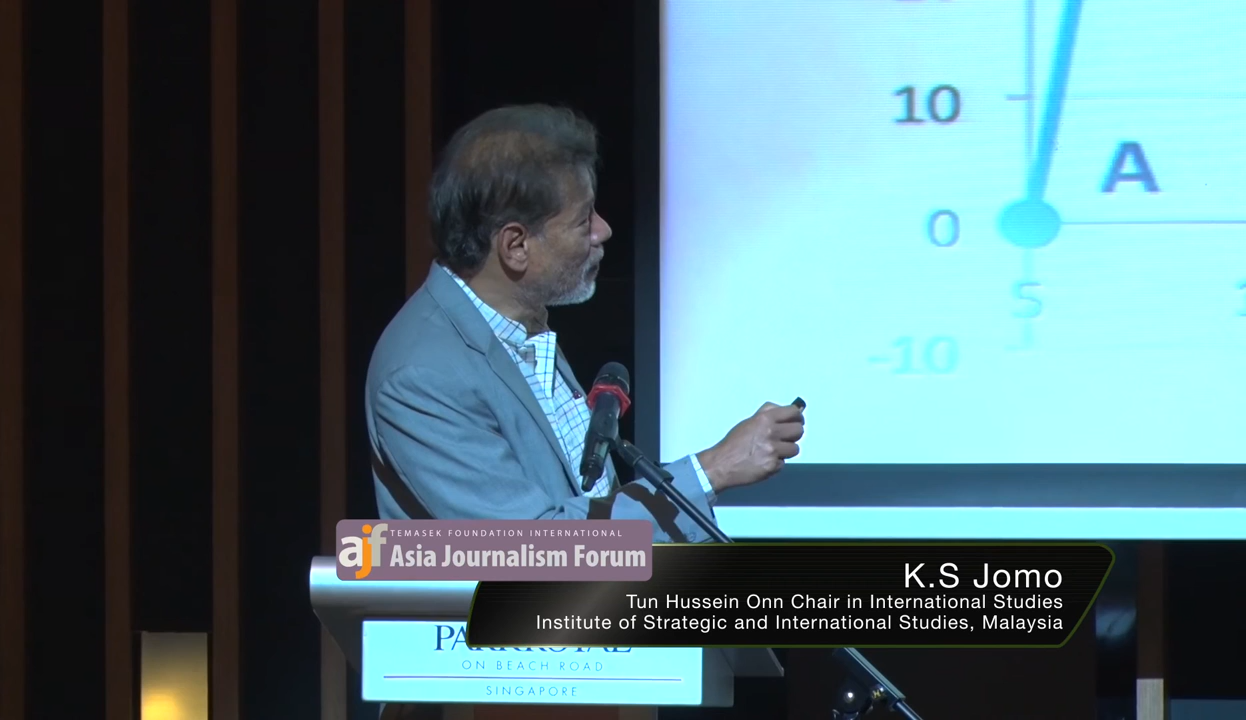 10
A
0
5
-10
ajf
TEMASEK FOUNDATION INTERNATIONAL
Asia Journalism Forum
K.S Jomo
Tun Hussein Onn Chair in International Studies
Institute of Strategic and International Studies, Malaysia
PARKROYAL
ON BEACH ROAD
SINGAPORE